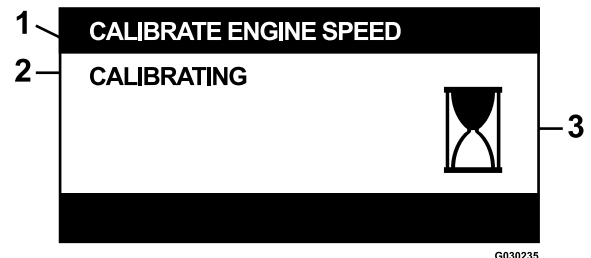 1
CALIBRATE ENGINE SPEED
2
CALIBRATING
3
G030235